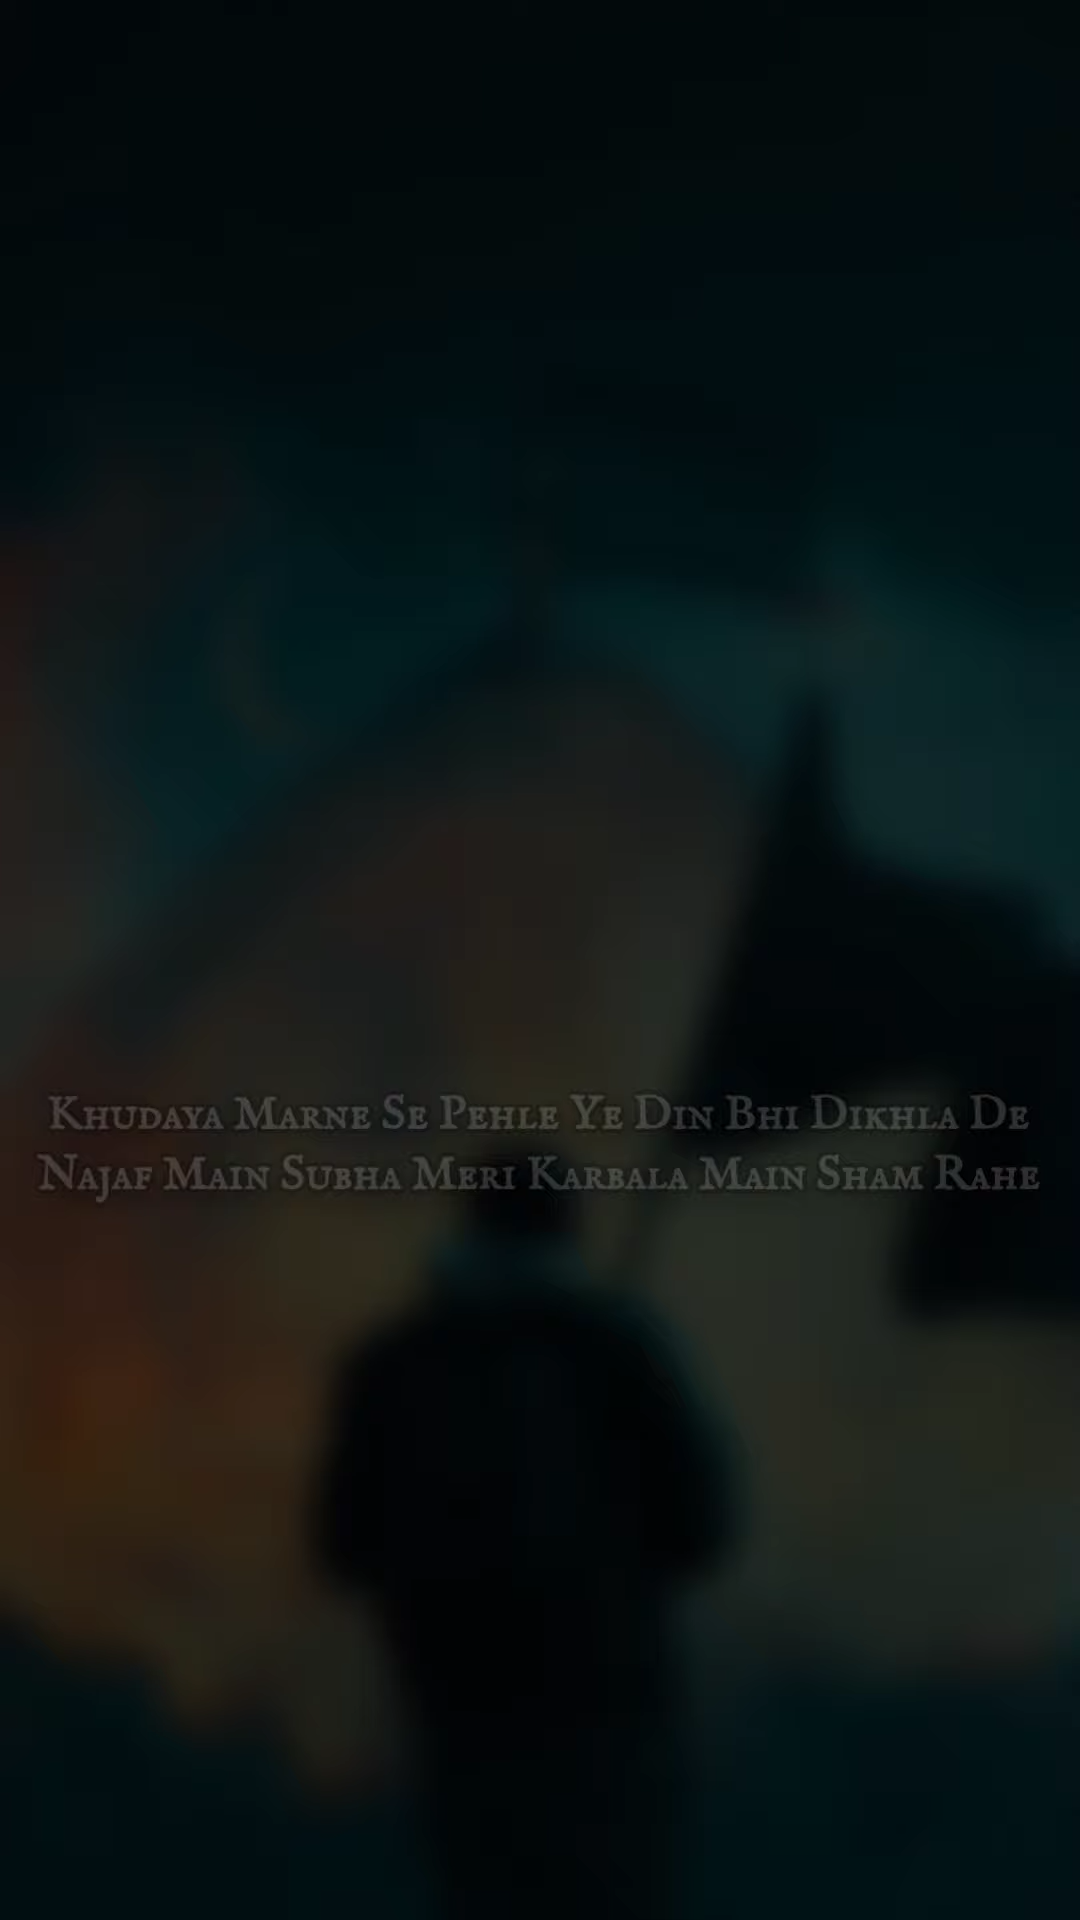 Khudaya Marne Se Pehle Ye Din Bhi Dikhla De
Najaf Main Subha Meri Karbala Main Sham Rahe